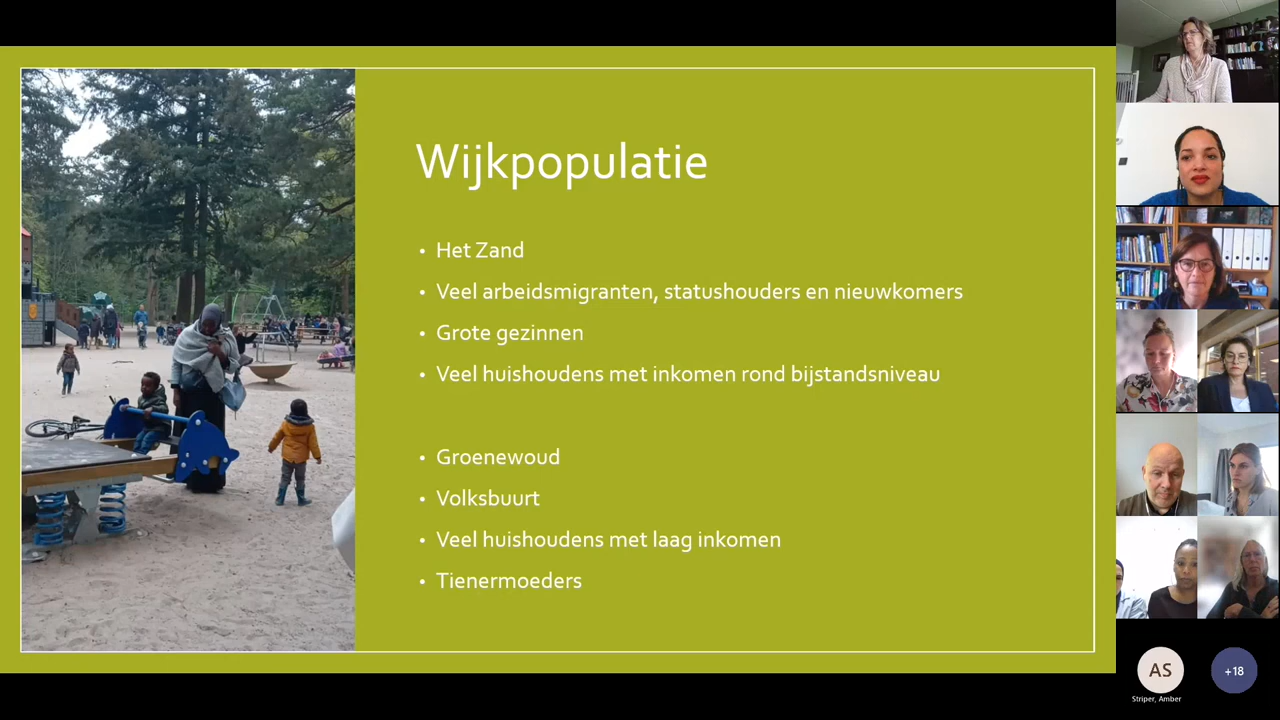 Wijkpopulatie
• Het Zand
• Veel arbeidsmigranten, statushouders en nieuwkomers
• Grote gezinnen
• Veel huishoudens met inkomen rond bijstandsniveau
• Groenewoud
• Volksbuurt
• Veel huishoudens met laag inkomen
• Tienermoeders
AS
+18
Striper, Amber